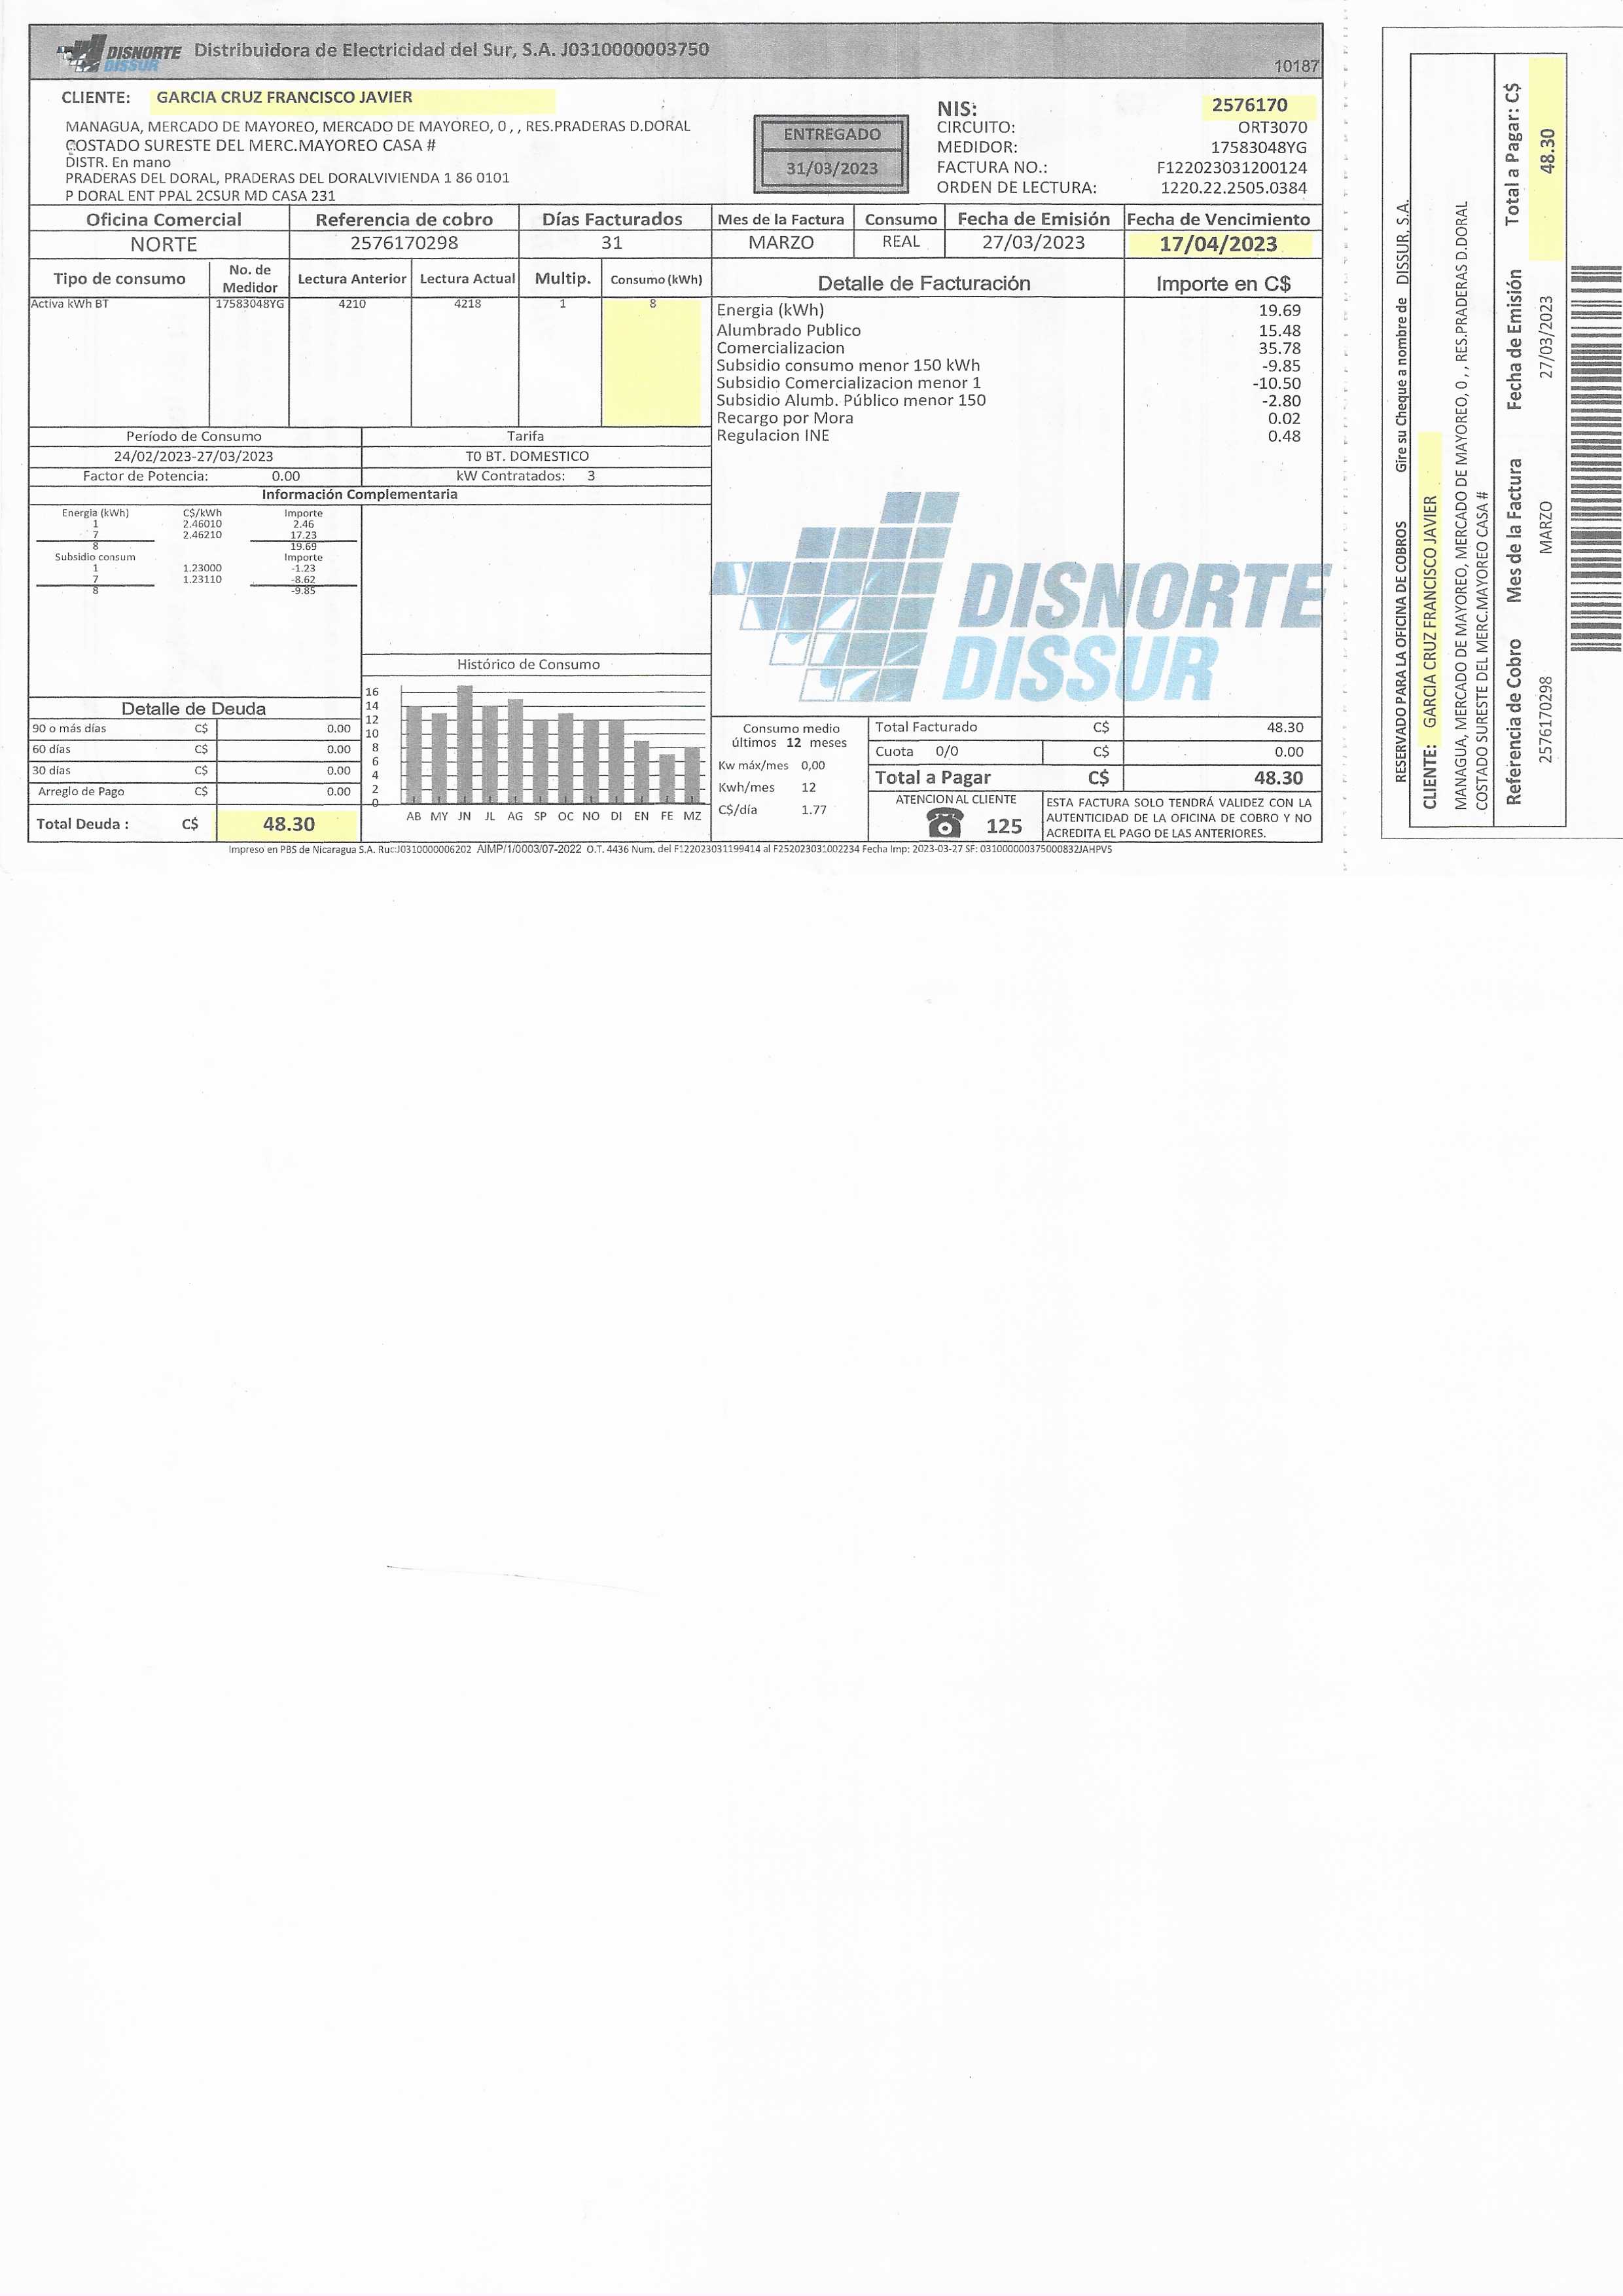 DISNORTE
DISSUR
Distribuidora de Electricidad del Sur, S.A. J0310000003750
10187
CLIENTE: GARCIA CRUZ FRANCISCO JAVIER
MANAGUA, MERCADO DE MAYOREO, MERCADO DE MAYOREO, 0 , , RES.PRADERAS D.DORAL
COSTADO SURESTE DEL MERC.MAYOREO CASA #
DISTR. En mano
PRADERAS DEL DORAL, PRADERAS DEL DORALVIVIENDA 1 86 0101
P DORAL ENT PPAL 2CSUR MD CASA 231
ENTREGADO
31/03/2023
NIS: 2576170
CIRCUITO: ORT3070
MEDIDOR: 17583048YG
FACTURA NO.: F122023031200124
ORDEN DE LECTURA: 1220.22.2505.0384
Oficina Comercial Referencia de cobro Días Facturados Mes de la Factura Consumo Fecha de Emisión Fecha de Vencimiento
NORTE 2576170298 31 MARZO REAL 27/03/2023 17/04/2023
Tipo de consumo No. de Medidor Lectura Anterior Lectura Actual Multip. Consumo (kWh)
Activa kWh BT 17583048YG 4210 4218 1 8
Detalle de Facturación Importe en C$
Energia (kWh) 19.69
Alumbrado Publico 15.48
Comercializacion 35.78
Subsidio consumo menor 150 kWh -9.85
Subsidio Comercializacion menor 1 -10.50
Subsidio Alumb. Público menor 150 -2.80
Recargo por Mora 0.02
Regulacion INE 0.48
Período de Consumo Tarifa
24/02/2023-27/03/2023 T0 BT. DOMESTICO
Factor de Potencia: 0.00 kW Contratados: 3
Información Complementaria
Energia (kWh) C$/kWh Importe
1 2.46010 2.46
7 2.46210 17.23
8 19.69
Subsidio consum Importe
1 1.23000 -1.23
7 1.23110 -8.62
8 -9.85
DISNORTE
DISSUR
Histórico de Consumo
16
14
12
10
8
6
4
2
0
AB MY JN JL AG SP OC NO DI EN FE MZ
Detalle de Deuda
90 o más días C$ 0.00
60 días C$ 0.00
30 días C$ 0.00
Arreglo de Pago C$ 0.00
Total Deuda : C$ 48.30
Consumo medio
últimos 12 meses
Kw máx/mes 0,00
Kwh/mes 12
C$/día 1.77
Total Facturado C$ 48.30
Cuota 0/0 C$ 0.00
Total a Pagar C$ 48.30
ATENCION AL CLIENTE
125
ESTA FACTURA SOLO TENDRÁ VALIDEZ CON LA
AUTENTICIDAD DE LA OFICINA DE COBRO Y NO
ACREDITA EL PAGO DE LAS ANTERIORES.
Impreso en PBS de Nicaragua S.A. Ruc:J0310000006202 AIMP/1/0003/07-2022 O.T. 4436 Num. del F122023031199414 al F252023031002234 Fecha Imp: 2023-03-27 SF: 031000000375000832JAHPV5
RESERVADO PARA LA OFICINA DE COBROS Gire su Cheque a nombre de DISSUR, S.A.
CLIENTE: GARCIA CRUZ FRANCISCO JAVIER
MANAGUA, MERCADO DE MAYOREO, MERCADO DE MAYOREO, 0 , , RES.PRADERAS D.DORAL
COSTADO SURESTE DEL MERC.MAYOREO CASA #
Referencia de Cobro Mes de la Factura Fecha de Emisión Total a Pagar: C$
2576170298 MARZO 27/03/2023 48.30